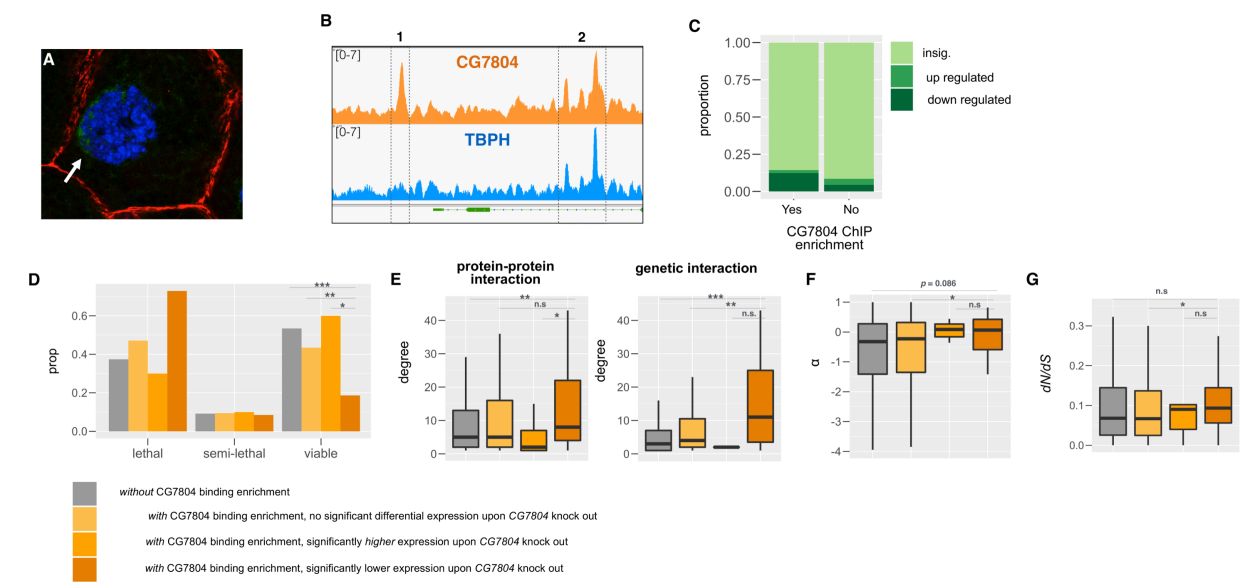 A
B
1 2
[0-7]
CG7804
[0-7]
TBPH
C
1.00
0.75
0.50
0.25
0.00
proportion
Yes No
CG7804 ChIP
enrichment
insig.
up regulated
down regulated
D
prop
0.6
0.4
0.2
0.0
***
**
*
lethal semi-lethal viable
E
protein-protein
interaction
degree
40
30
20
10
0
**
n.s
*
genetic interaction
degree
40
30
20
10
0
***
**
n.s.
F
p = 0.086
*
n.s
α
1
0
-1
-2
-3
-4
G
n.s
*
n.s
dN/dS
0.3
0.2
0.1
0.0
without CG7804 binding enrichment
with CG7804 binding enrichment, no significant differential expression upon CG7804 knock out
with CG7804 binding enrichment, significantly higher expression upon CG7804 knock out
with CG7804 binding enrichment, significantly lower expression upon CG7804 knock out